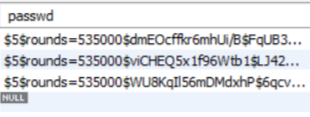 passwd
$5$rounds=535000$dmEOcffkr6mhUi/B$FqUB3...
$5$rounds=535000$viCHEQ5x1f96Wtb1$LJ42...
$5$rounds=535000$WU8KqIl56mDMdxhP$6qcv...
NULL